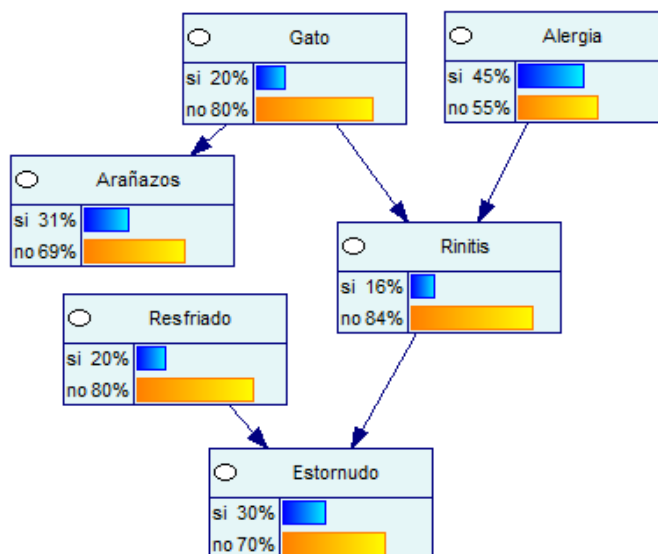 Gato
si 20%
no 80%
Alergia
si 45%
no 55%
Arañazos
si 31%
no 69%
Rinitis
si 16%
no 84%
Resfriado
si 20%
no 80%
Estornudo
si 30%
no 70%